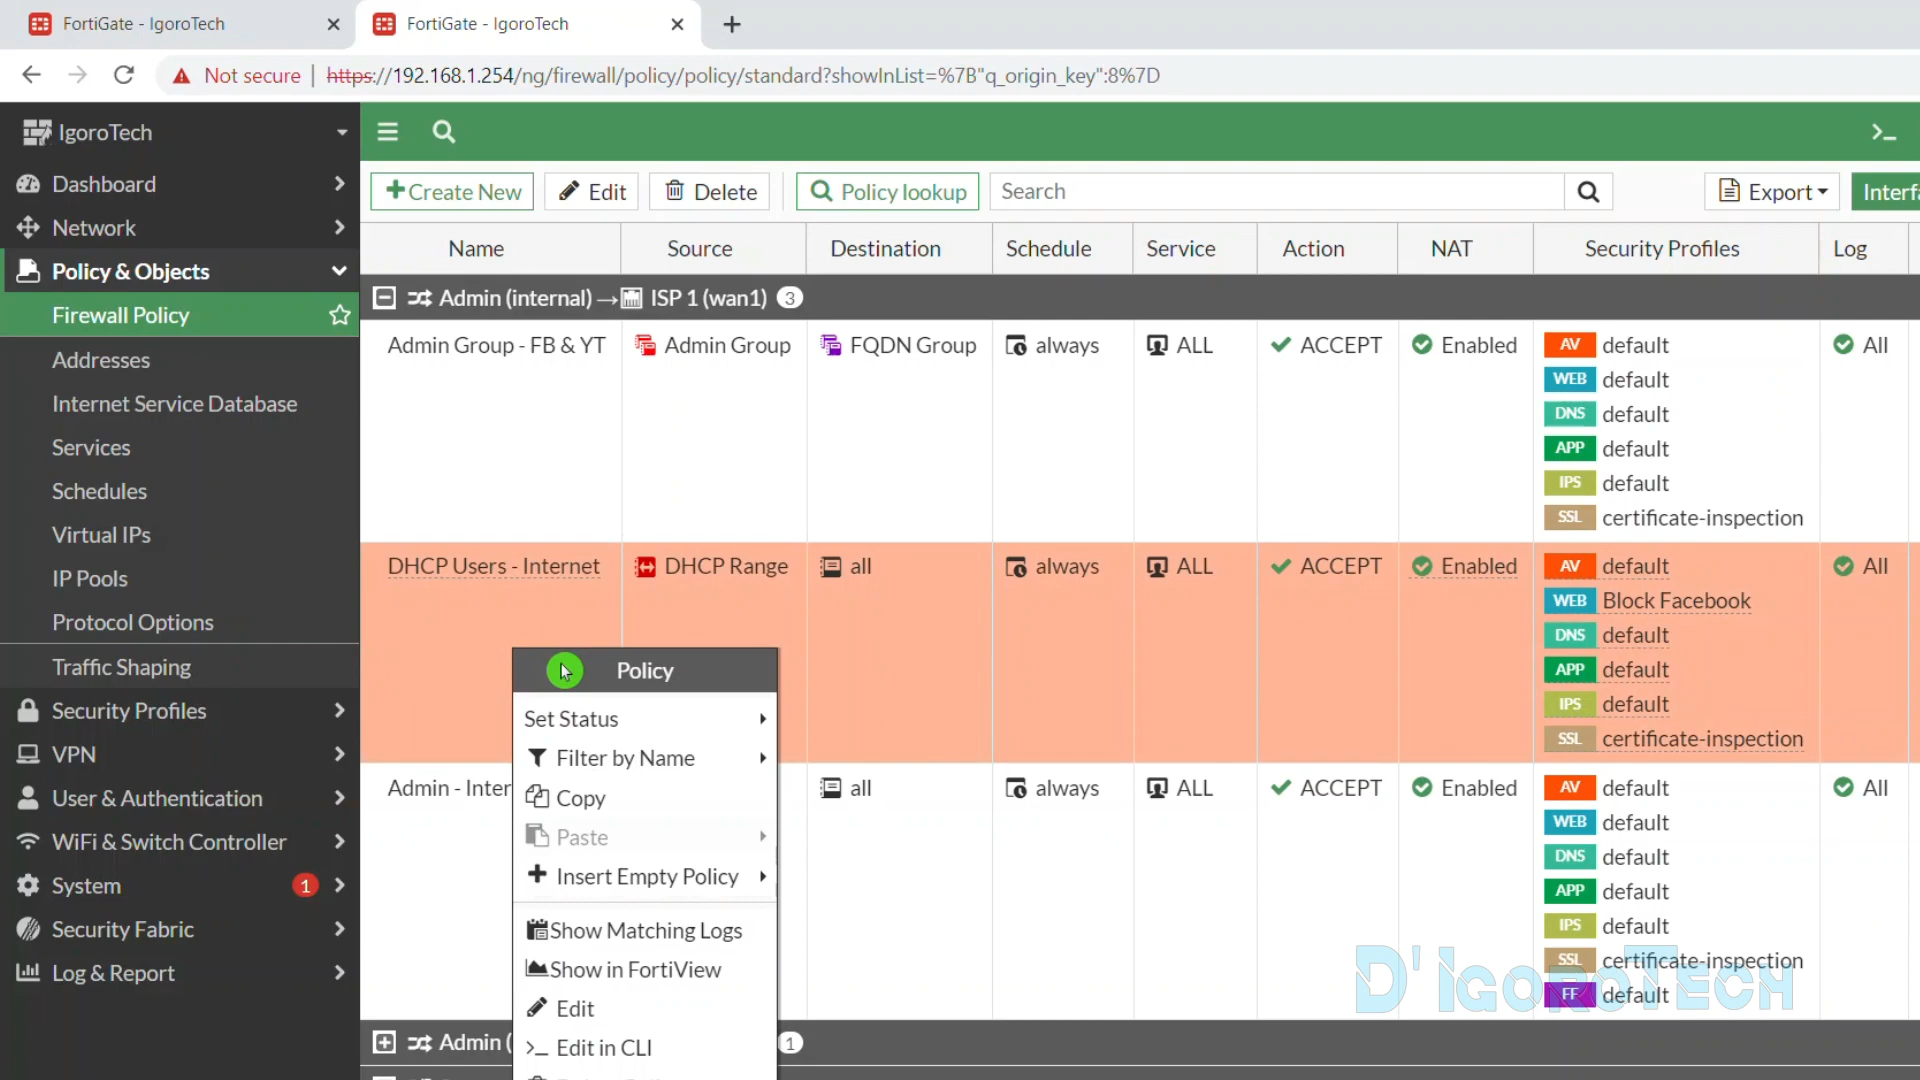 FortiGate - IgoroTech
FortiGate - IgoroTech
Not secure | https://192.168.1.254/ng/firewall/policy/policy/standard?showInList=%7B"q_origin_key":8%7D
IgoroTech
Dashboard
Network
Policy & Objects
Firewall Policy
Addresses
Internet Service Database
Services
Schedules
Virtual IPs
IP Pools
Protocol Options
Traffic Shaping
Security Profiles
VPN
User & Authentication
WiFi & Switch Controller
System 1
Security Fabric
Log & Report
Create New Edit Delete Policy lookup Search Export
Name Source Destination Schedule Service Action NAT Security Profiles Log
Admin (internal) → ISP 1 (wan1) 3
Admin Group - FB & YT Admin Group FQDN Group always ALL ACCEPT Enabled AV default All
WEB default
DNS default
APP default
IPS default
SSL certificate-inspection
DHCP Users - Internet DHCP Range all always ALL ACCEPT Enabled AV default All
WEB Block Facebook
DNS default
APP default
IPS default
SSL certificate-inspection
Policy
Set Status
Filter by Name
Copy
Paste
Insert Empty Policy
Show Matching Logs
Show in FortiView
Edit
Edit in CLI
Admin - Inter all always ALL ACCEPT Enabled AV default All
WEB default
DNS default
APP default
IPS default
SSL certificate-inspection
FF default
D'IgoroTech
Admin ( 1